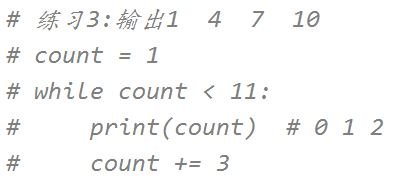 # 练习3:输出1  4  7  10
# count = 1
# while count < 11:
#     print(count)  # 0 1 2
#     count += 3